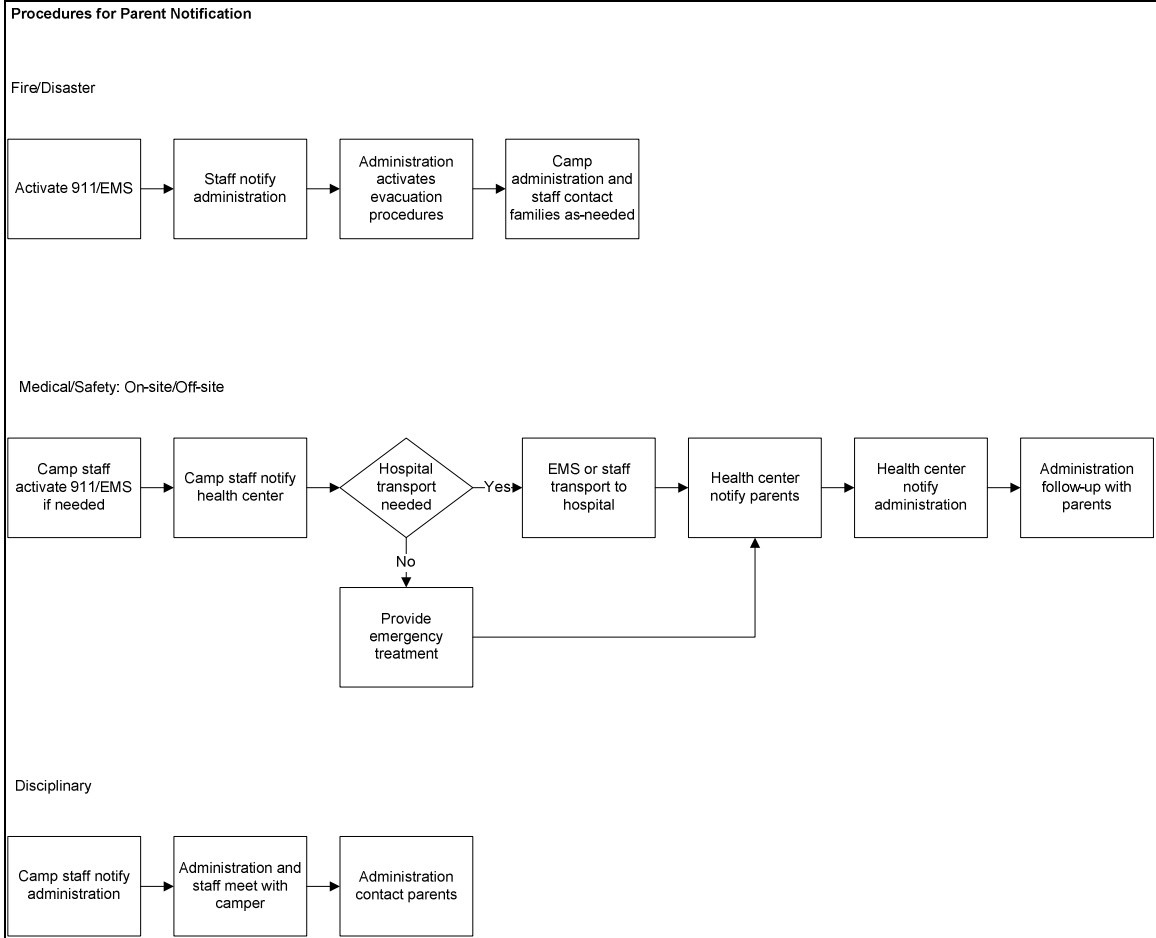 Procedures for Parent Notification
Fire/Disaster
Activate 911/EMS
Staff notify
administration
Administration
activates
evacuation
procedures
Camp
administration and
staff contact
families as-needed
Medical/Safety: On-site/Off-site
Camp staff
activate 911/EMS
if needed
Camp staff notify
health center
Hospital
transport
needed
Yes
EMS or staff
transport to
hospital
Health center
notify parents
Health center
notify
administration
Administration
follow-up with
parents
No
Provide
emergency
treatment
Disciplinary
Camp staff notify
administration
Administration and
staff meet with
camper
Administration
contact parents